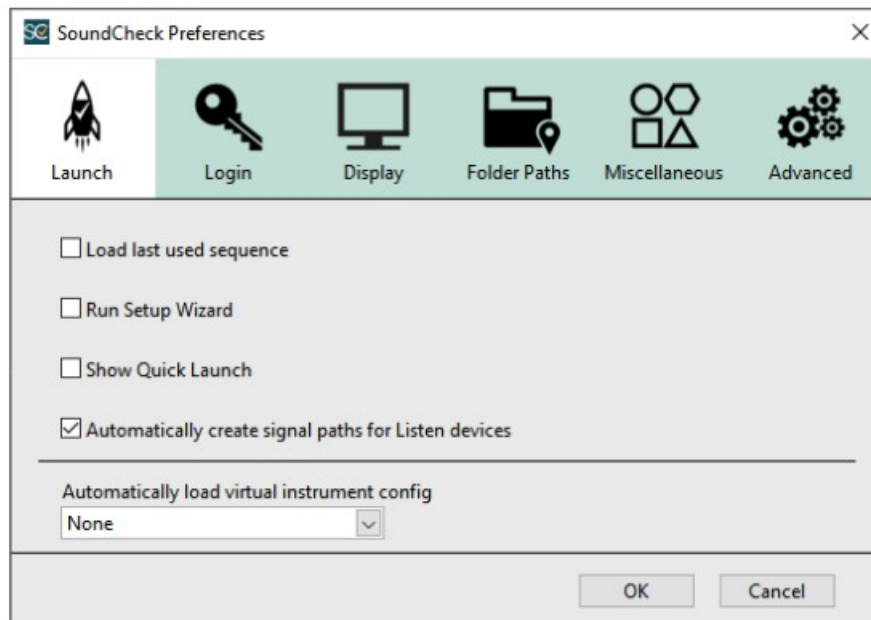 SC SoundCheck Preferences
Launch Login Display Folder Paths Miscellaneous Advanced
Load last used sequence
Run Setup Wizard
Show Quick Launch
Automatically create signal paths for Listen devices
Automatically load virtual instrument config
None
OK Cancel